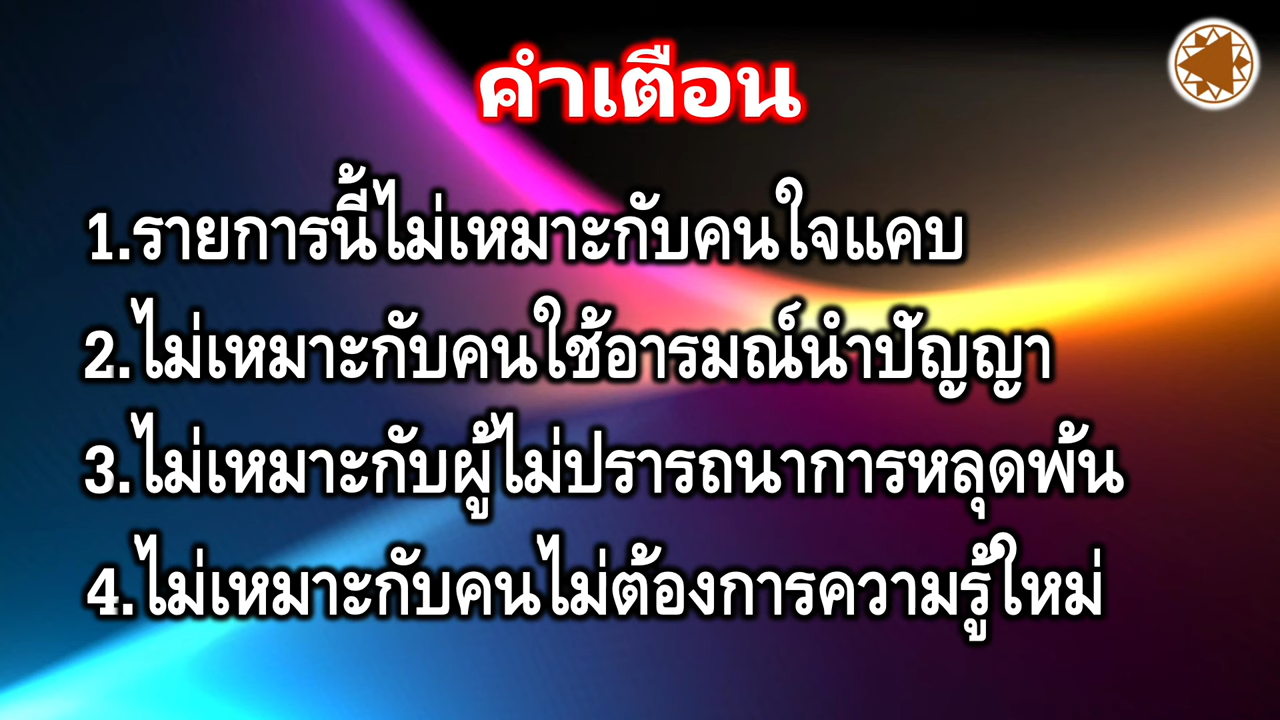 คำเตือน
1.รายการนี้ไม่เหมาะกับคนใจแคบ
2.ไม่เหมาะกับคนใช้อารมณ์นำปัญญา
3.ไม่เหมาะกับผู้ไม่ปรารถนาการหลุดพ้น
4.ไม่เหมาะกับคนไม่ต้องการความรู้ใหม่